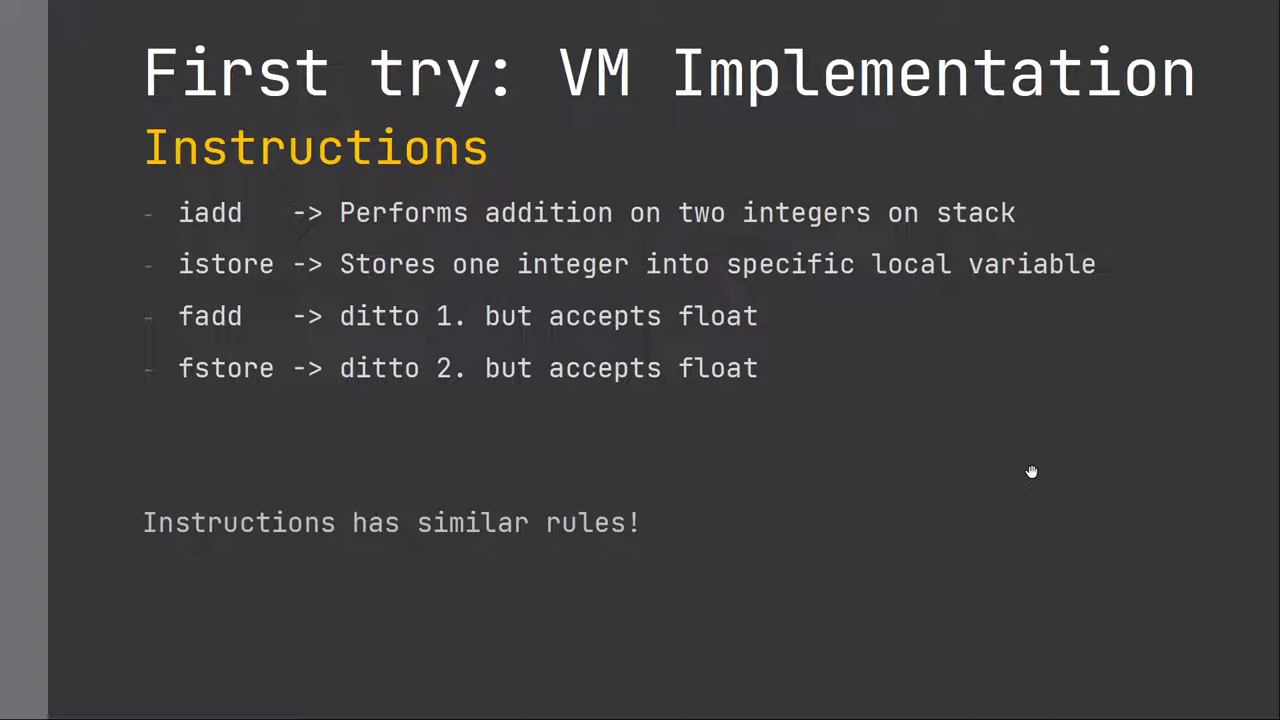 First try: VM Implementation
Instructions
- iadd -> Performs addition on two integers on stack
- istore -> Stores one integer into specific local variable
- fadd -> ditto 1. but accepts float
- fstore -> ditto 2. but accepts float
Instructions has similar rules!